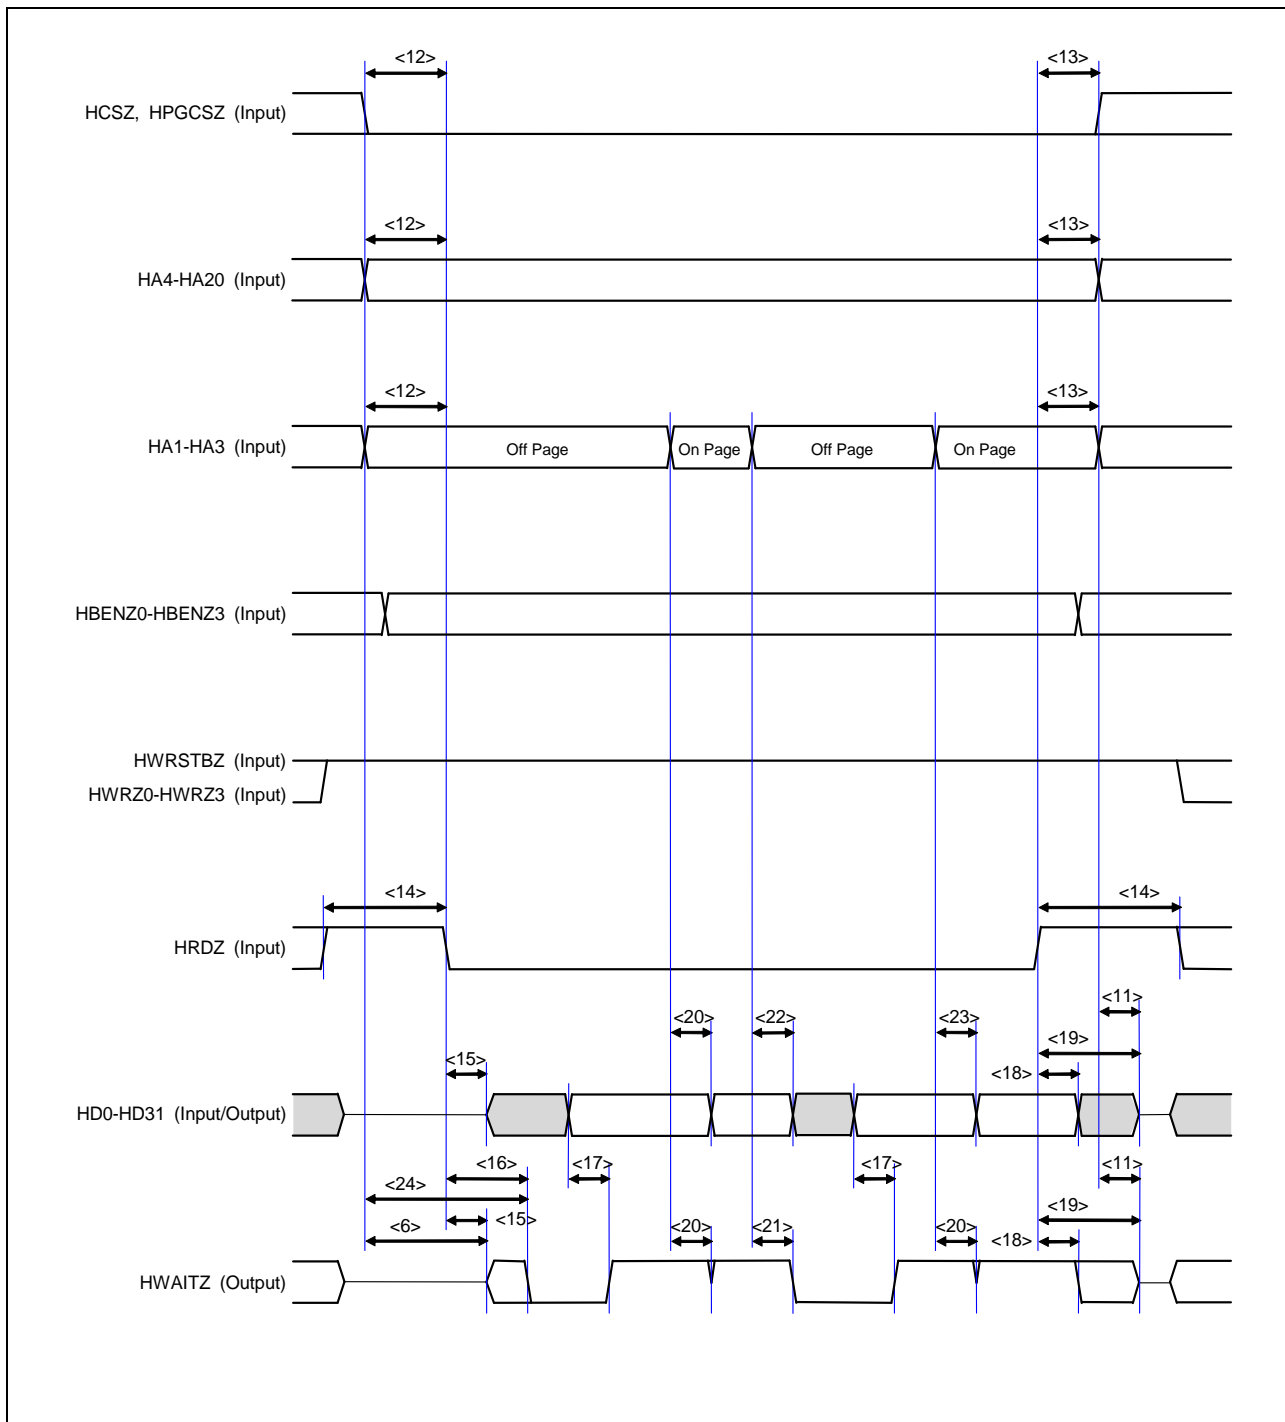 <12> <13>
HCSZ, HPGCSZ (Input)
<12> <13>
HA4-HA20 (Input)
<12> <13>
HA1-HA3 (Input) Off Page On Page Off Page On Page
HBENZ0-HBENZ3 (Input)
HWRSTBZ (Input)
HWRZ0-HWRZ3 (Input)
<14> <14>
HRDZ (Input)
<11>
<20> <22> <23>
<19>
<15> <18>
HD0-HD31 (Input/Output)
<16> <17> <17> <11>
<24>
<19>
<15> <20> <21> <20>
<6> <18>
HWAITZ (Output)